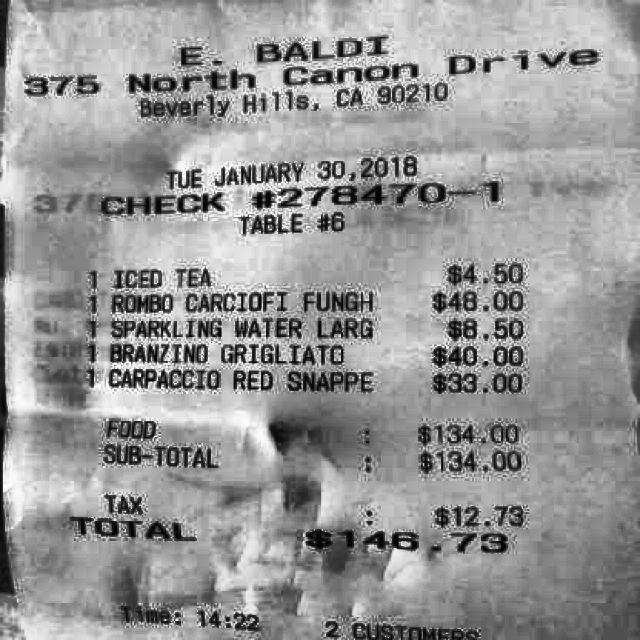 E. BALDI
375 North Canon Drive
Beverly Hills, CA 90210
TUE JANUARY 30,2018
CHECK #278470-1
TABLE #6
1 ICED TEA $4.50
1 ROMBO CARCIOFI FUNGH $48.00
1 SPARKLING WATER LARG $8.50
1 BRANZINO GRIGLIATO $40.00
1 CARPACCIO RED SNAPPE $33.00
FOOD : $134.00
SUB-TOTAL : $134.00
TAX : $12.73
TOTAL $146.73
Time: 14:22 2 CUSTOMERS